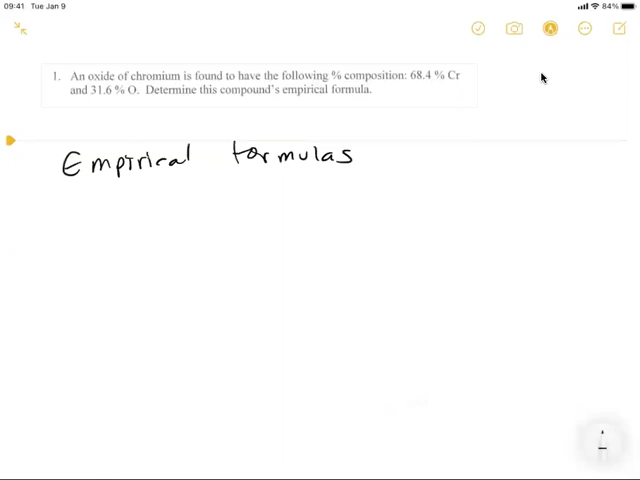 09:41 Tue Jan 9 84%
1. An oxide of chromium is found to have the following % composition: 68.4 % Cr
and 31.6 % O. Determine this compound's empirical formula.
Empirical formulas